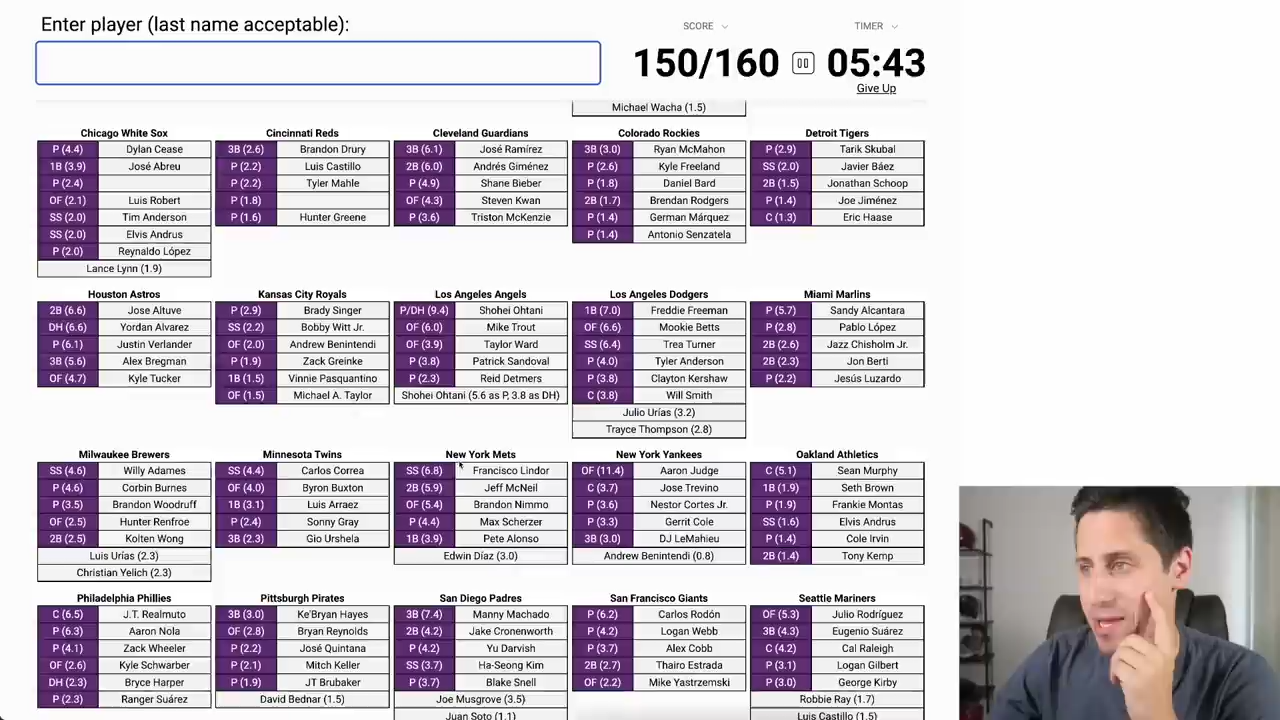 Enter player (last name acceptable):
SCORE
TIMER
150/160
05:43
Give Up
Michael Wacha (1.5)
Chicago White Sox
P (4.4) Dylan Cease
1B (3.9) José Abreu
P (2.4)
OF (2.1) Luis Robert
SS (2.0) Tim Anderson
SS (2.0) Elvis Andrus
P (2.0) Reynaldo López
Lance Lynn (1.9)
Cincinnati Reds
3B (2.6) Brandon Drury
P (2.2) Luis Castillo
P (2.2) Tyler Mahle
P (1.8)
P (1.6) Hunter Greene
Cleveland Guardians
3B (6.1) José Ramírez
2B (6.0) Andrés Giménez
P (4.9) Shane Bieber
OF (4.3) Steven Kwan
P (3.6) Triston McKenzie
Colorado Rockies
3B (3.0) Ryan McMahon
P (2.6) Kyle Freeland
P (1.8) Daniel Bard
2B (1.7) Brendan Rodgers
P (1.4) German Márquez
P (1.4) Antonio Senzatela
Detroit Tigers
P (2.9) Tarik Skubal
SS (2.0) Javier Báez
2B (1.5) Jonathan Schoop
P (1.4) Joe Jiménez
C (1.3) Eric Haase
Houston Astros
2B (6.6) Jose Altuve
DH (6.6) Yordan Alvarez
P (6.1) Justin Verlander
3B (5.6) Alex Bregman
OF (4.7) Kyle Tucker
Kansas City Royals
P (2.9) Brady Singer
SS (2.2) Bobby Witt Jr.
OF (2.0) Andrew Benintendi
P (1.9) Zack Greinke
1B (1.5) Vinnie Pasquantino
OF (1.5) Michael A. Taylor
Los Angeles Angels
P/DH (9.4) Shohei Ohtani
OF (6.0) Mike Trout
OF (3.9) Taylor Ward
P (3.8) Patrick Sandoval
P (2.3) Reid Detmers
Shohei Ohtani (5.6 as P, 3.8 as DH)
Los Angeles Dodgers
1B (7.0) Freddie Freeman
OF (6.6) Mookie Betts
SS (6.4) Trea Turner
P (4.0) Tyler Anderson
P (3.8) Clayton Kershaw
C (3.8) Will Smith
Julio Urías (3.2)
Trayce Thompson (2.8)
Miami Marlins
P (5.7) Sandy Alcantara
P (2.8) Pablo López
2B (2.6) Jazz Chisholm Jr.
2B (2.3) Jon Berti
P (2.2) Jesús Luzardo
Milwaukee Brewers
SS (4.6) Willy Adames
P (4.6) Corbin Burnes
P (3.5) Brandon Woodruff
OF (2.5) Hunter Renfroe
2B (2.5) Kolten Wong
Luis Urías (2.3)
Christian Yelich (2.3)
Minnesota Twins
SS (4.4) Carlos Correa
OF (4.0) Byron Buxton
1B (3.1) Luis Arraez
P (2.4) Sonny Gray
3B (2.3) Gio Urshela
New York Mets
SS (6.8) Francisco Lindor
2B (5.9) Jeff McNeil
OF (5.4) Brandon Nimmo
P (4.4) Max Scherzer
1B (3.9) Pete Alonso
Edwin Díaz (3.0)
New York Yankees
OF (11.4) Aaron Judge
C (3.7) Jose Trevino
P (3.6) Nestor Cortes Jr.
P (3.3) Gerrit Cole
3B (3.0) DJ LeMahieu
Andrew Benintendi (0.8)
Oakland Athletics
C (5.1) Sean Murphy
1B (1.9) Seth Brown
P (1.9) Frankie Montas
SS (1.6) Elvis Andrus
P (1.4) Cole Irvin
2B (1.4) Tony Kemp
Philadelphia Phillies
C (6.5) J.T. Realmuto
P (6.3) Aaron Nola
P (4.1) Zack Wheeler
OF (2.6) Kyle Schwarber
DH (2.3) Bryce Harper
P (2.3) Ranger Suárez
Pittsburgh Pirates
3B (3.0) Ke'Bryan Hayes
OF (2.8) Bryan Reynolds
P (2.2) José Quintana
P (2.1) Mitch Keller
P (1.9) JT Brubaker
David Bednar (1.5)
San Diego Padres
3B (7.4) Manny Machado
2B (4.2) Jake Cronenworth
P (4.2) Yu Darvish
SS (3.7) Ha-Seong Kim
P (3.7) Blake Snell
Joe Musgrove (3.5)
Juan Soto (1.1)
San Francisco Giants
P (6.2) Carlos Rodón
P (4.2) Logan Webb
P (3.7) Alex Cobb
2B (2.7) Thairo Estrada
OF (2.2) Mike Yastrzemski
Seattle Mariners
OF (5.3) Julio Rodríguez
3B (4.3) Eugenio Suárez
C (4.2) Cal Raleigh
P (3.1) Logan Gilbert
P (3.0) George Kirby
Robbie Ray (1.7)
Luis Castillo (1.5)